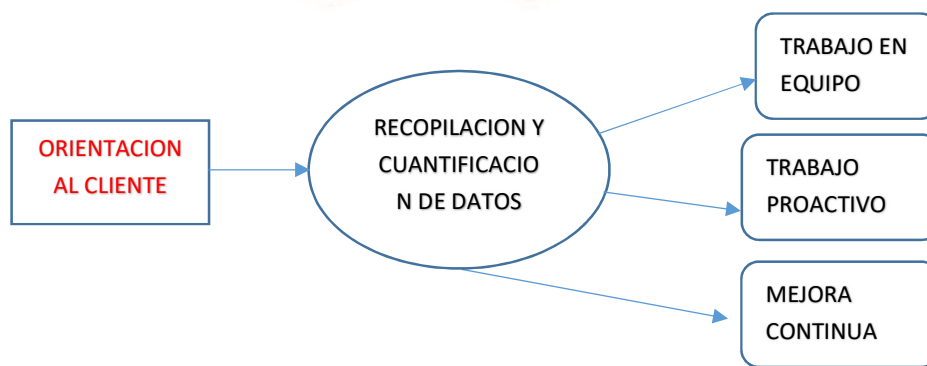 ORIENTACION
AL CLIENTE
RECOPILACION Y
CUANTIFICACIO
N DE DATOS
TRABAJO EN
EQUIPO
TRABAJO
PROACTIVO
MEJORA
CONTINUA